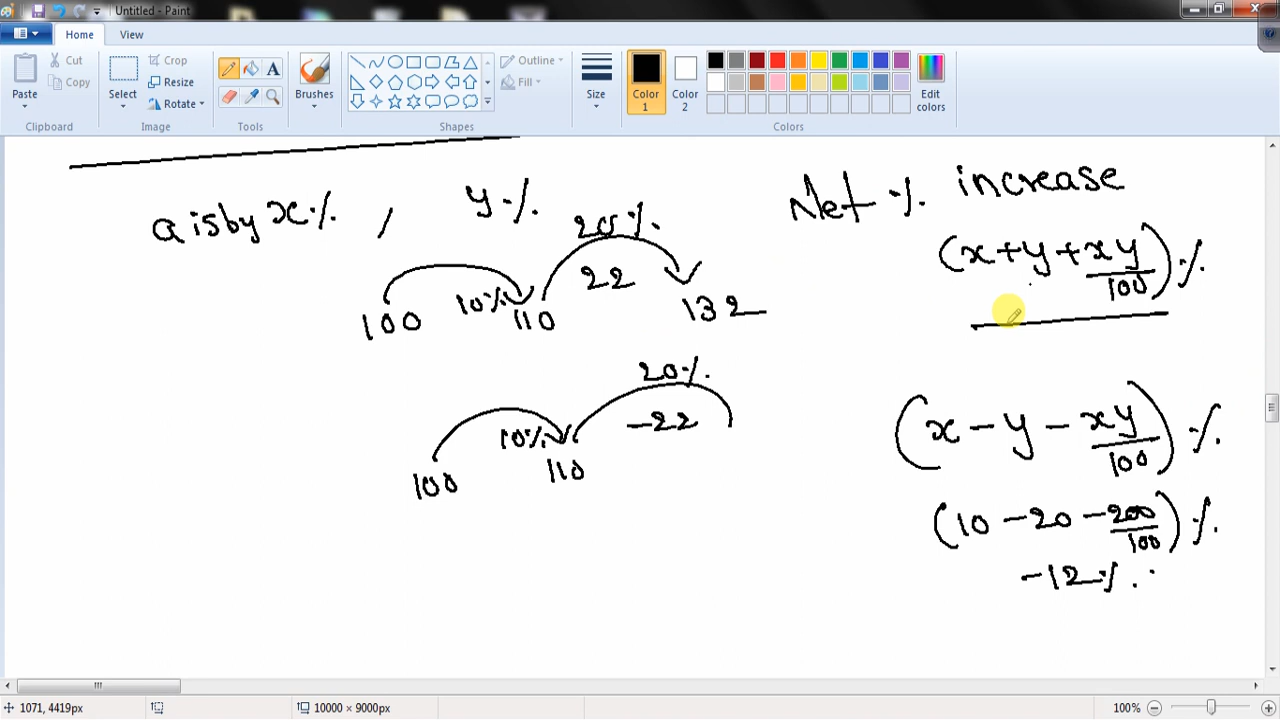 Untitled - Paint
Home View
Cut
Copy
Paste
Crop
Resize
Rotate
Select
Brushes
Outline
Fill
Size
Color 1
Color 2
Edit colors
Clipboard
Image
Tools
Shapes
Colors
a is by x% , y%
Net % increase
(x+y+xy/100)%
20%
22
10%
100 110 132
20%
-22
10%
100 110
(x-y-xy/100)%
(10-20-200/100)%
-12%
1071, 4419px
10000 × 9000px
100%